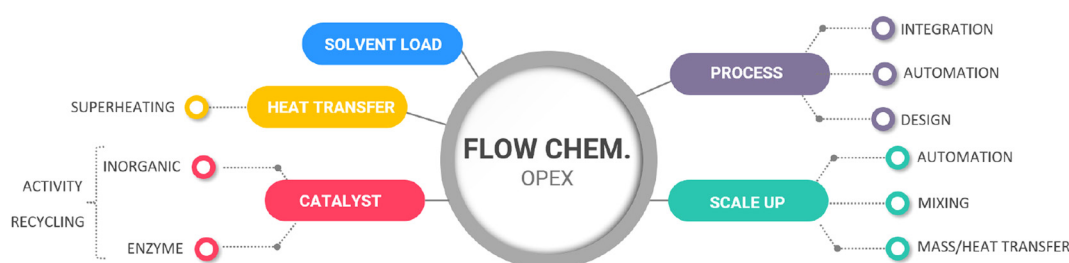 SOLVENT LOAD
HEAT TRANSFER
SUPERHEATING
CATALYST
INORGANIC
ENZYME
ACTIVITY
RECYCLING
FLOW CHEM.
OPEX
PROCESS
INTEGRATION
AUTOMATION
DESIGN
SCALE UP
AUTOMATION
MIXING
MASS/HEAT TRANSFER